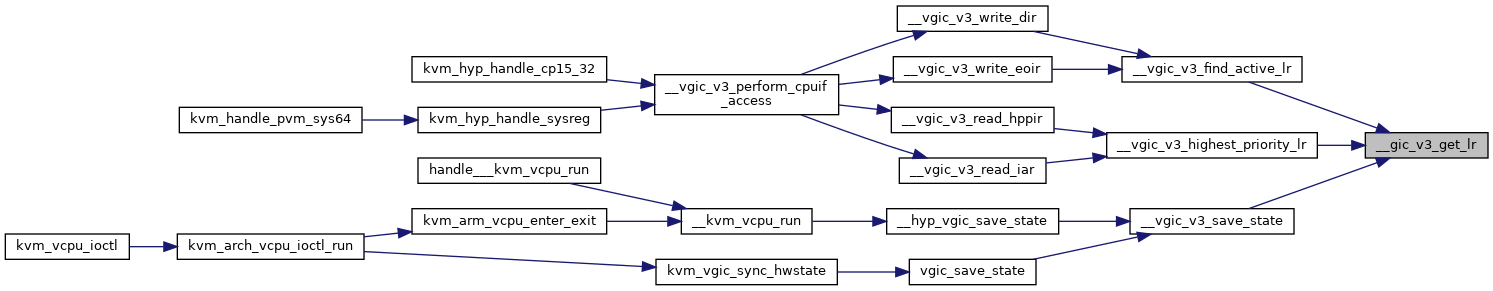 __vgic_v3_write_dir
kvm_hyp_handle_cp15_32
__vgic_v3_write_eoir
__vgic_v3_find_active_lr
__vgic_v3_perform_cpuif
_access
kvm_handle_pvm_sys64
kvm_hyp_handle_sysreg
__vgic_v3_read_hppir
__vgic_v3_highest_priority_lr
__gic_v3_get_lr
handle___kvm_vcpu_run
__vgic_v3_read_iar
kvm_vcpu_ioctl
kvm_arch_vcpu_ioctl_run
kvm_arm_vcpu_enter_exit
__kvm_vcpu_run
__hyp_vgic_save_state
__vgic_v3_save_state
kvm_vgic_sync_hwstate
vgic_save_state